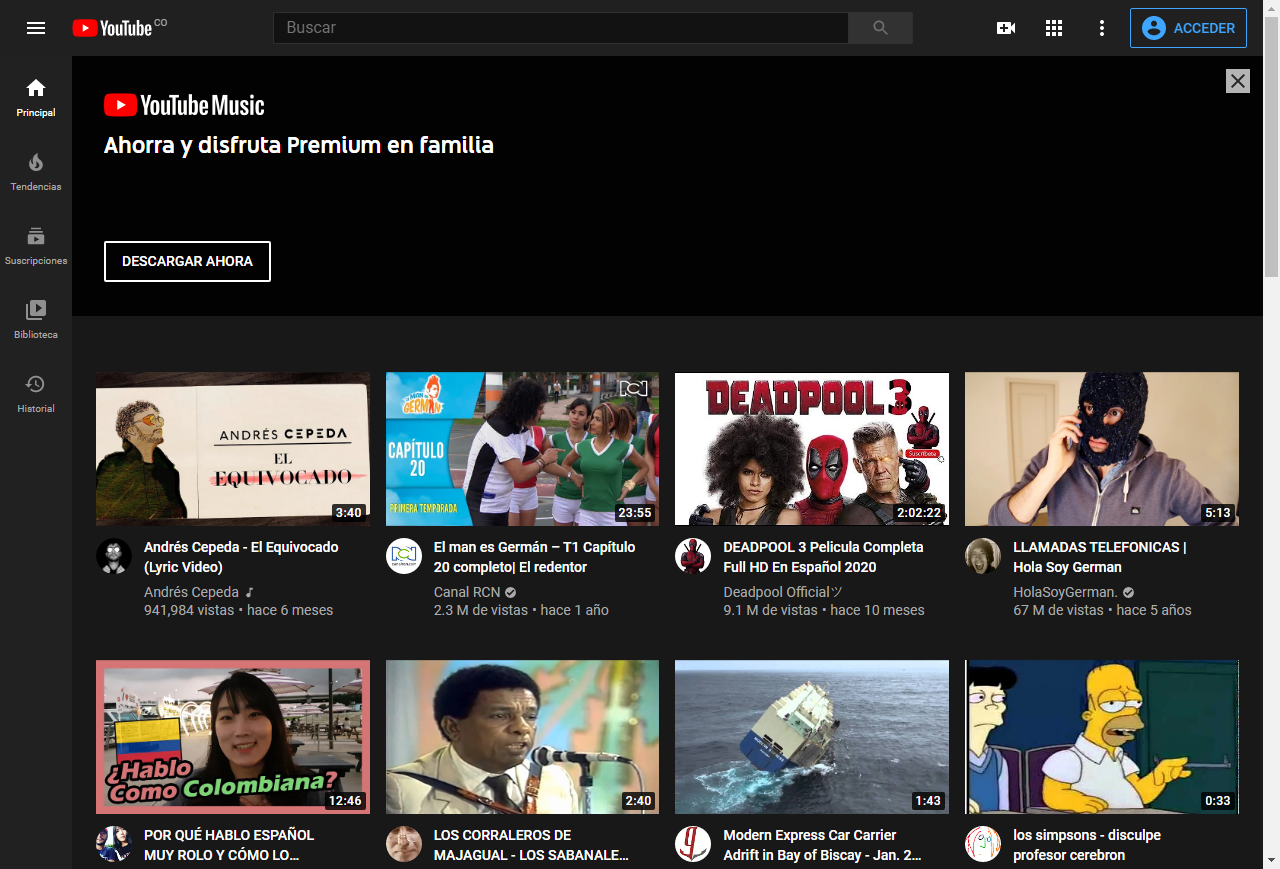 YouTube CO
Buscar
ACCEDER
Principal
Tendencias
Suscripciones
Biblioteca
Historial
YouTube Music
Ahorra y disfruta Premium en familia
DESCARGAR AHORA
ANDRÉS CEPEDA
EL
EQUIVOCADO
3:40
GERMÁN
CAPÍTULO
20
PRIMERA TEMPORADA
RCN
23:55
DEADPOOL 3
Suscríbete
2:02:22
5:13
Andrés Cepeda - El Equivocado
(Lyric Video)
Andrés Cepeda
941,984 vistas • hace 6 meses
El man es Germán – T1 Capítulo
20 completo| El redentor
Canal RCN
2.3 M de vistas • hace 1 año
DEADPOOL 3 Pelicula Completa
Full HD En Español 2020
Deadpool Officialツ
9.1 M de vistas • hace 10 meses
LLAMADAS TELEFONICAS |
Hola Soy German
HolaSoyGerman.
67 M de vistas • hace 5 años
¿Hablo
Como Colombiana?
12:46
2:40
1:43
0:33
POR QUÉ HABLO ESPAÑOL
MUY ROLO Y CÓMO LO...
LOS CORRALEROS DE
MAJAGUAL - LOS SABANALE...
Modern Express Car Carrier
Adrift in Bay of Biscay - Jan. 2...
los simpsons - disculpe
profesor cerebron